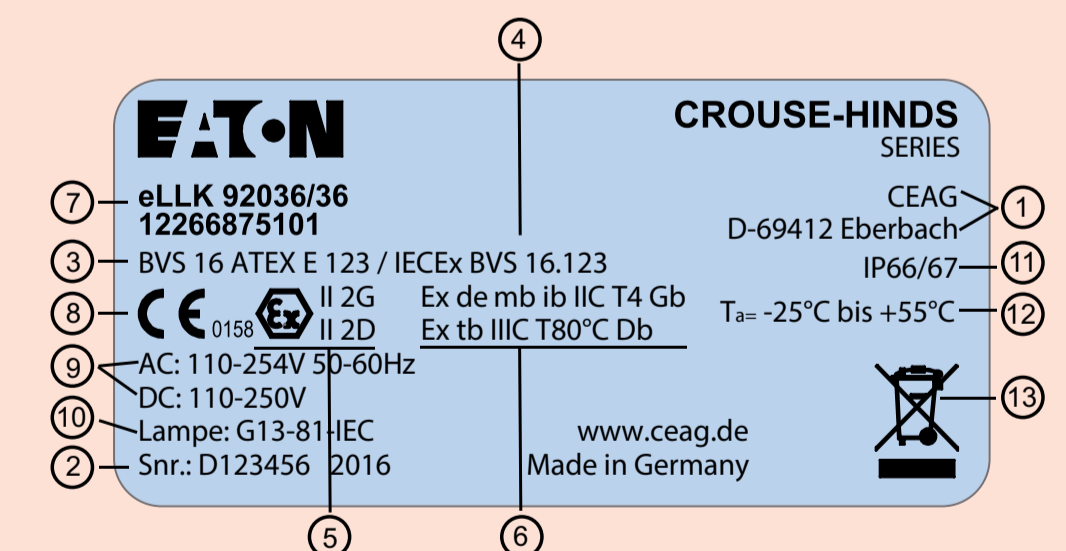 4
EATON
CROUSE-HINDS
SERIES
7
eLLK 92036/36
12266875101
CEAG
D-69412 Eberbach
1
3
BVS 16 ATEX E 123 / IECEx BVS 16.123
IP66/67
11
8
CE 0158 Ex II 2G
II 2D
Ex de mb ib IIC T4 Gb
Ex tb IIIC T80°C Db
Ta= -25°C bis +55°C
12
9
AC: 110-254V 50-60Hz
DC: 110-250V
13
10
Lampe: G13-81-IEC
www.ceag.de
2
Snr.: D123456 2016
Made in Germany
5
6